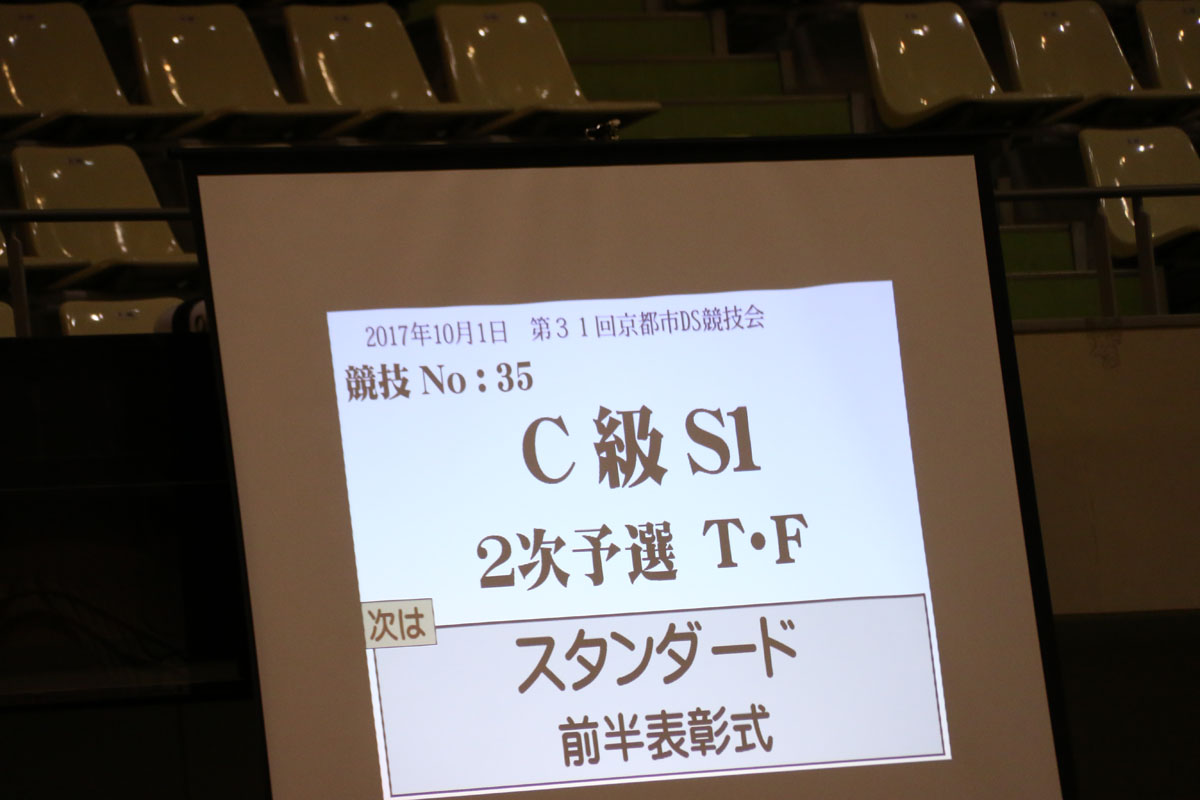 2017年10月1日　第３１回京都市DS競技会
競技 No：35
C 級 S1
2次予選 T・F
次は
スタンダード
前半表彰式